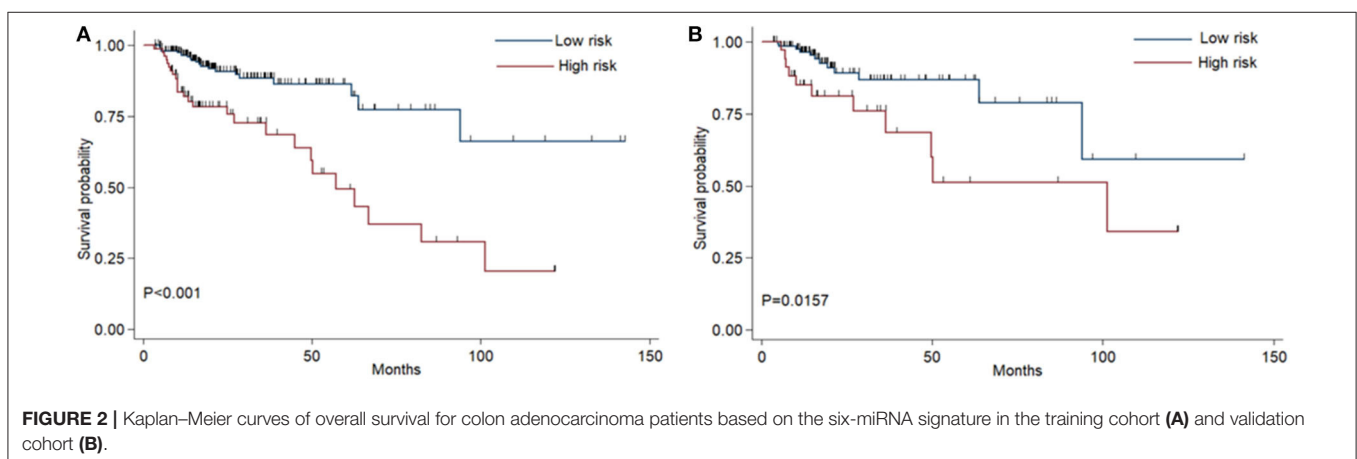 A
1.00
0.75
0.50
0.25
0.00
Survival probability
Low risk
High risk
P<0.001
0
50
100
150
Months
B
1.00
0.75
0.50
0.25
0.00
Survival probability
Low risk
High risk
P=0.0157
0
50
100
150
Months
FIGURE 2 | Kaplan–Meier curves of overall survival for colon adenocarcinoma patients based on the six-miRNA signature in the training cohort (A) and validation
cohort (B).